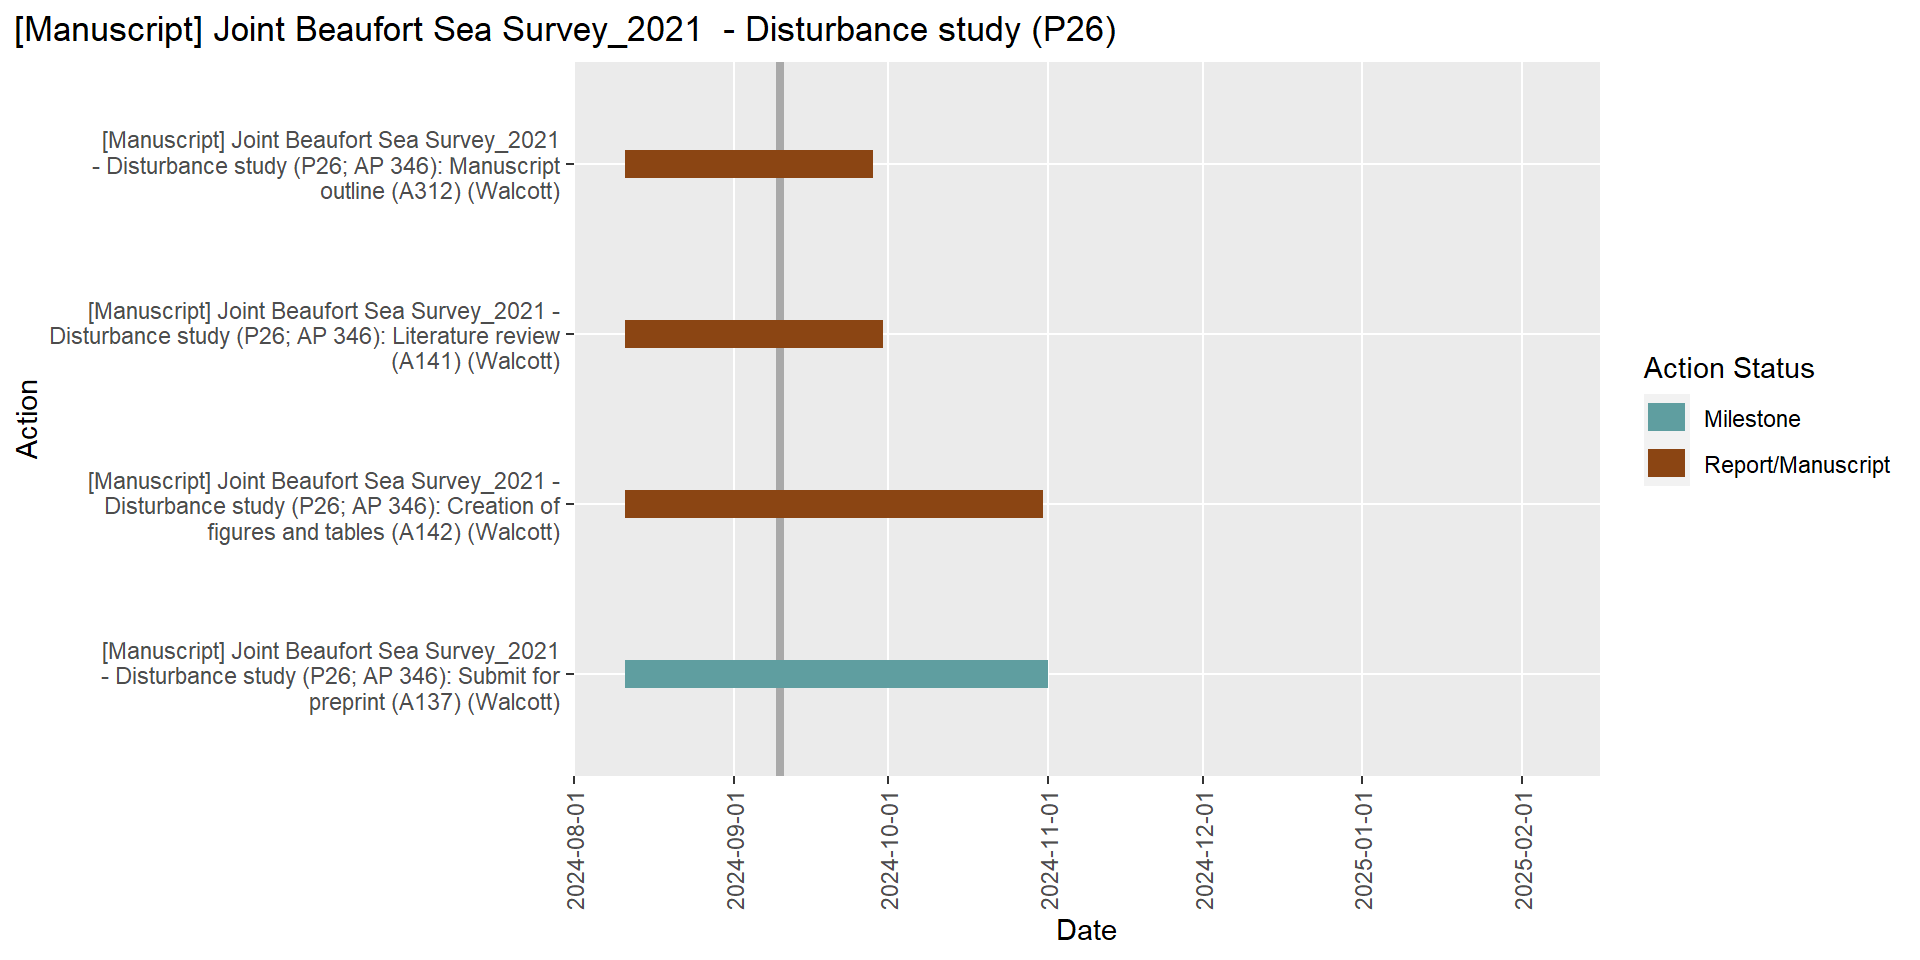 [Manuscript] Joint Beaufort Sea Survey_2021  - Disturbance study (P26)
[Manuscript] Joint Beaufort Sea Survey_2021
- Disturbance study (P26; AP 346): Manuscript
outline (A312) (Walcott)
[Manuscript] Joint Beaufort Sea Survey_2021 -
Disturbance study (P26; AP 346): Literature review
(A141) (Walcott)
[Manuscript] Joint Beaufort Sea Survey_2021 -
Disturbance study (P26; AP 346): Creation of
figures and tables (A142) (Walcott)
[Manuscript] Joint Beaufort Sea Survey_2021
- Disturbance study (P26; AP 346): Submit for
preprint (A137) (Walcott)
Action
2024-08-01
2024-09-01
2024-10-01
2024-11-01
2024-12-01
2025-01-01
2025-02-01
Date
Action Status
Milestone
Report/Manuscript